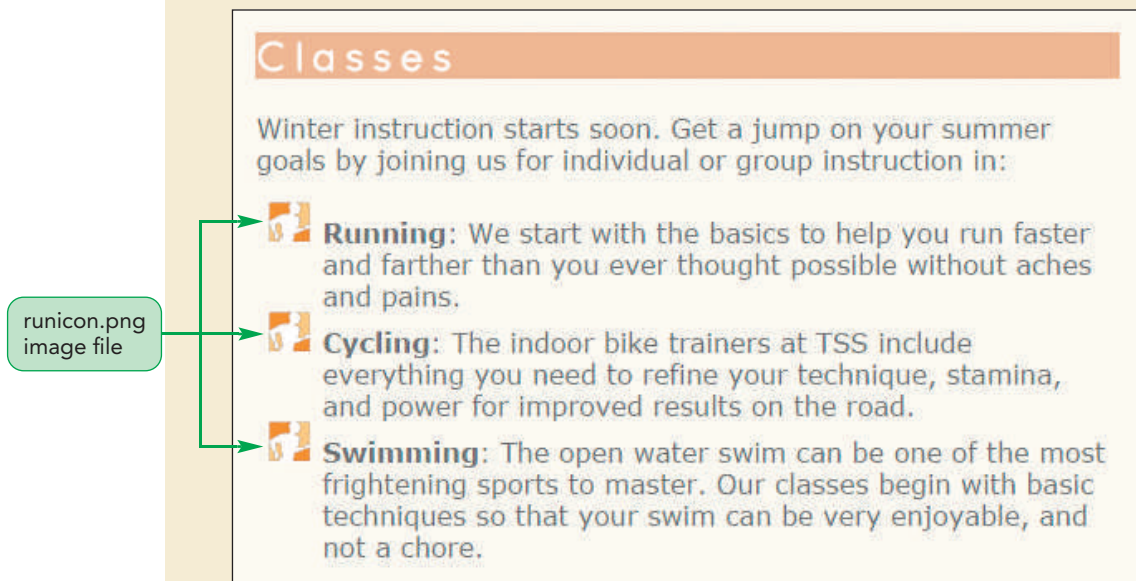 Classes
Winter instruction starts soon. Get a jump on your summer
goals by joining us for individual or group instruction in:
Running: We start with the basics to help you run faster
and farther than you ever thought possible without aches
and pains.
runicon.png
image file
Cycling: The indoor bike trainers at TSS include
everything you need to refine your technique, stamina,
and power for improved results on the road.
Swimming: The open water swim can be one of the most
frightening sports to master. Our classes begin with basic
techniques so that your swim can be very enjoyable, and
not a chore.